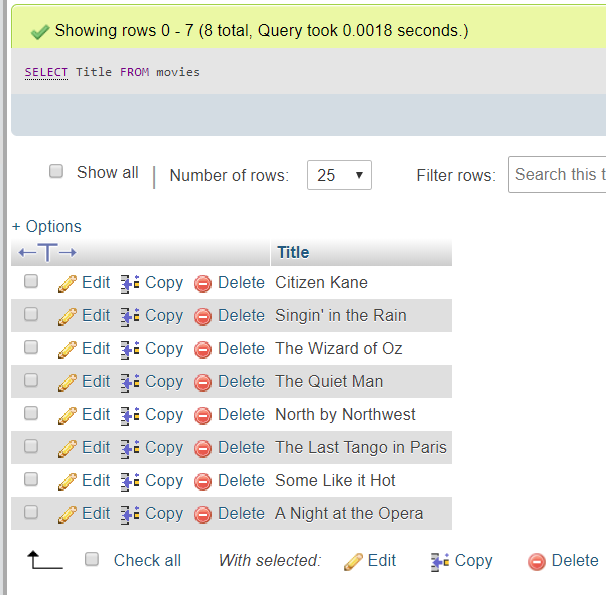 Showing rows 0 - 7 (8 total, Query took 0.0018 seconds.)
SELECT Title FROM movies
Show all | Number of rows: 25 Filter rows: Search this t
+ Options
Title
Edit Copy Delete Citizen Kane
Edit Copy Delete Singin' in the Rain
Edit Copy Delete The Wizard of Oz
Edit Copy Delete The Quiet Man
Edit Copy Delete North by Northwest
Edit Copy Delete The Last Tango in Paris
Edit Copy Delete Some Like it Hot
Edit Copy Delete A Night at the Opera
Check all With selected: Edit Copy Delete